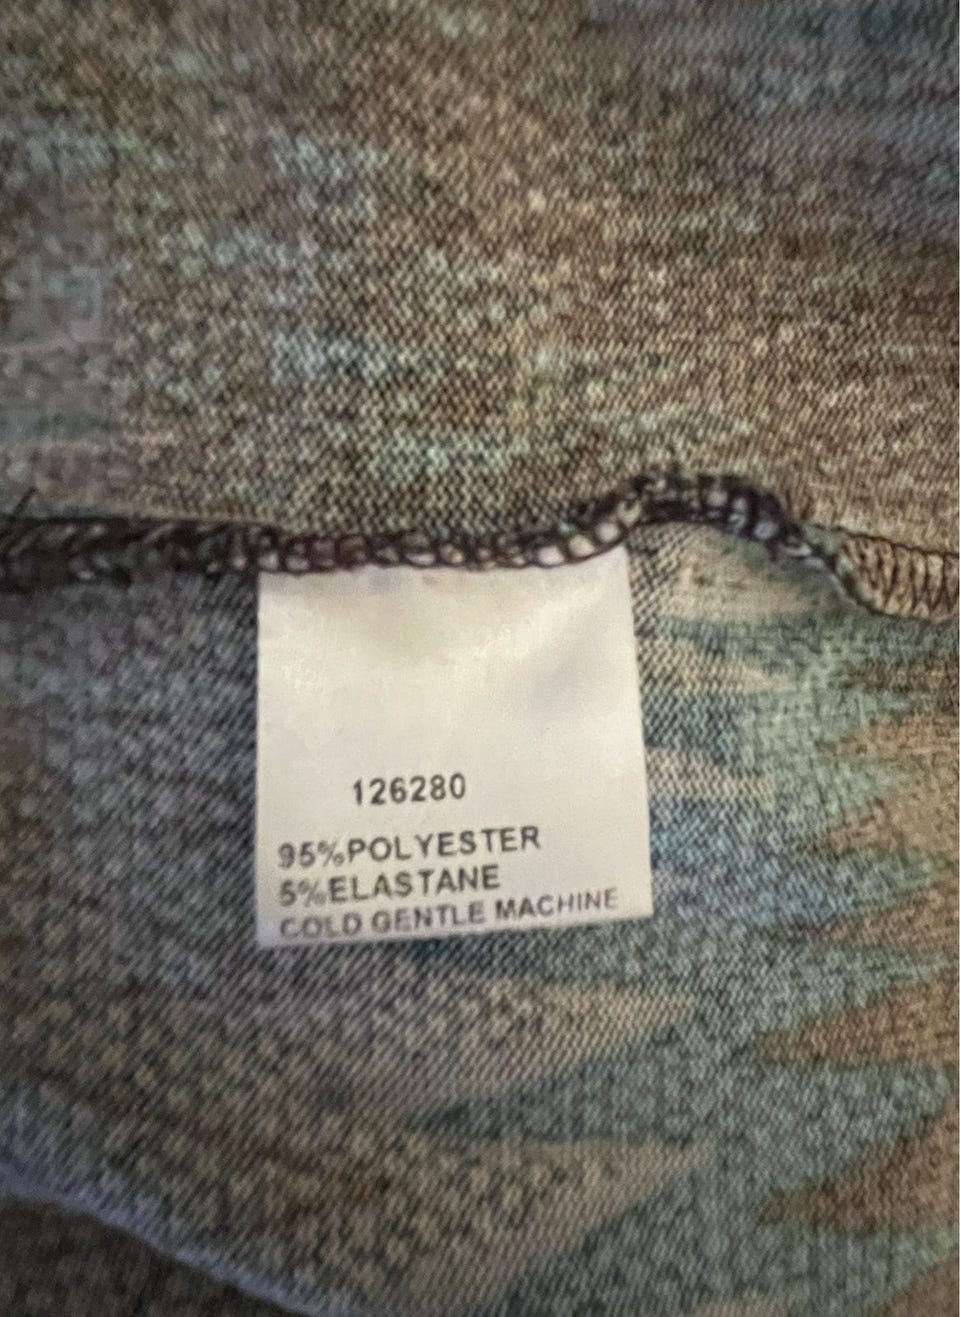 126280
95%POLYESTER
5%ELASTANE
COLD GENTLE MACHINE